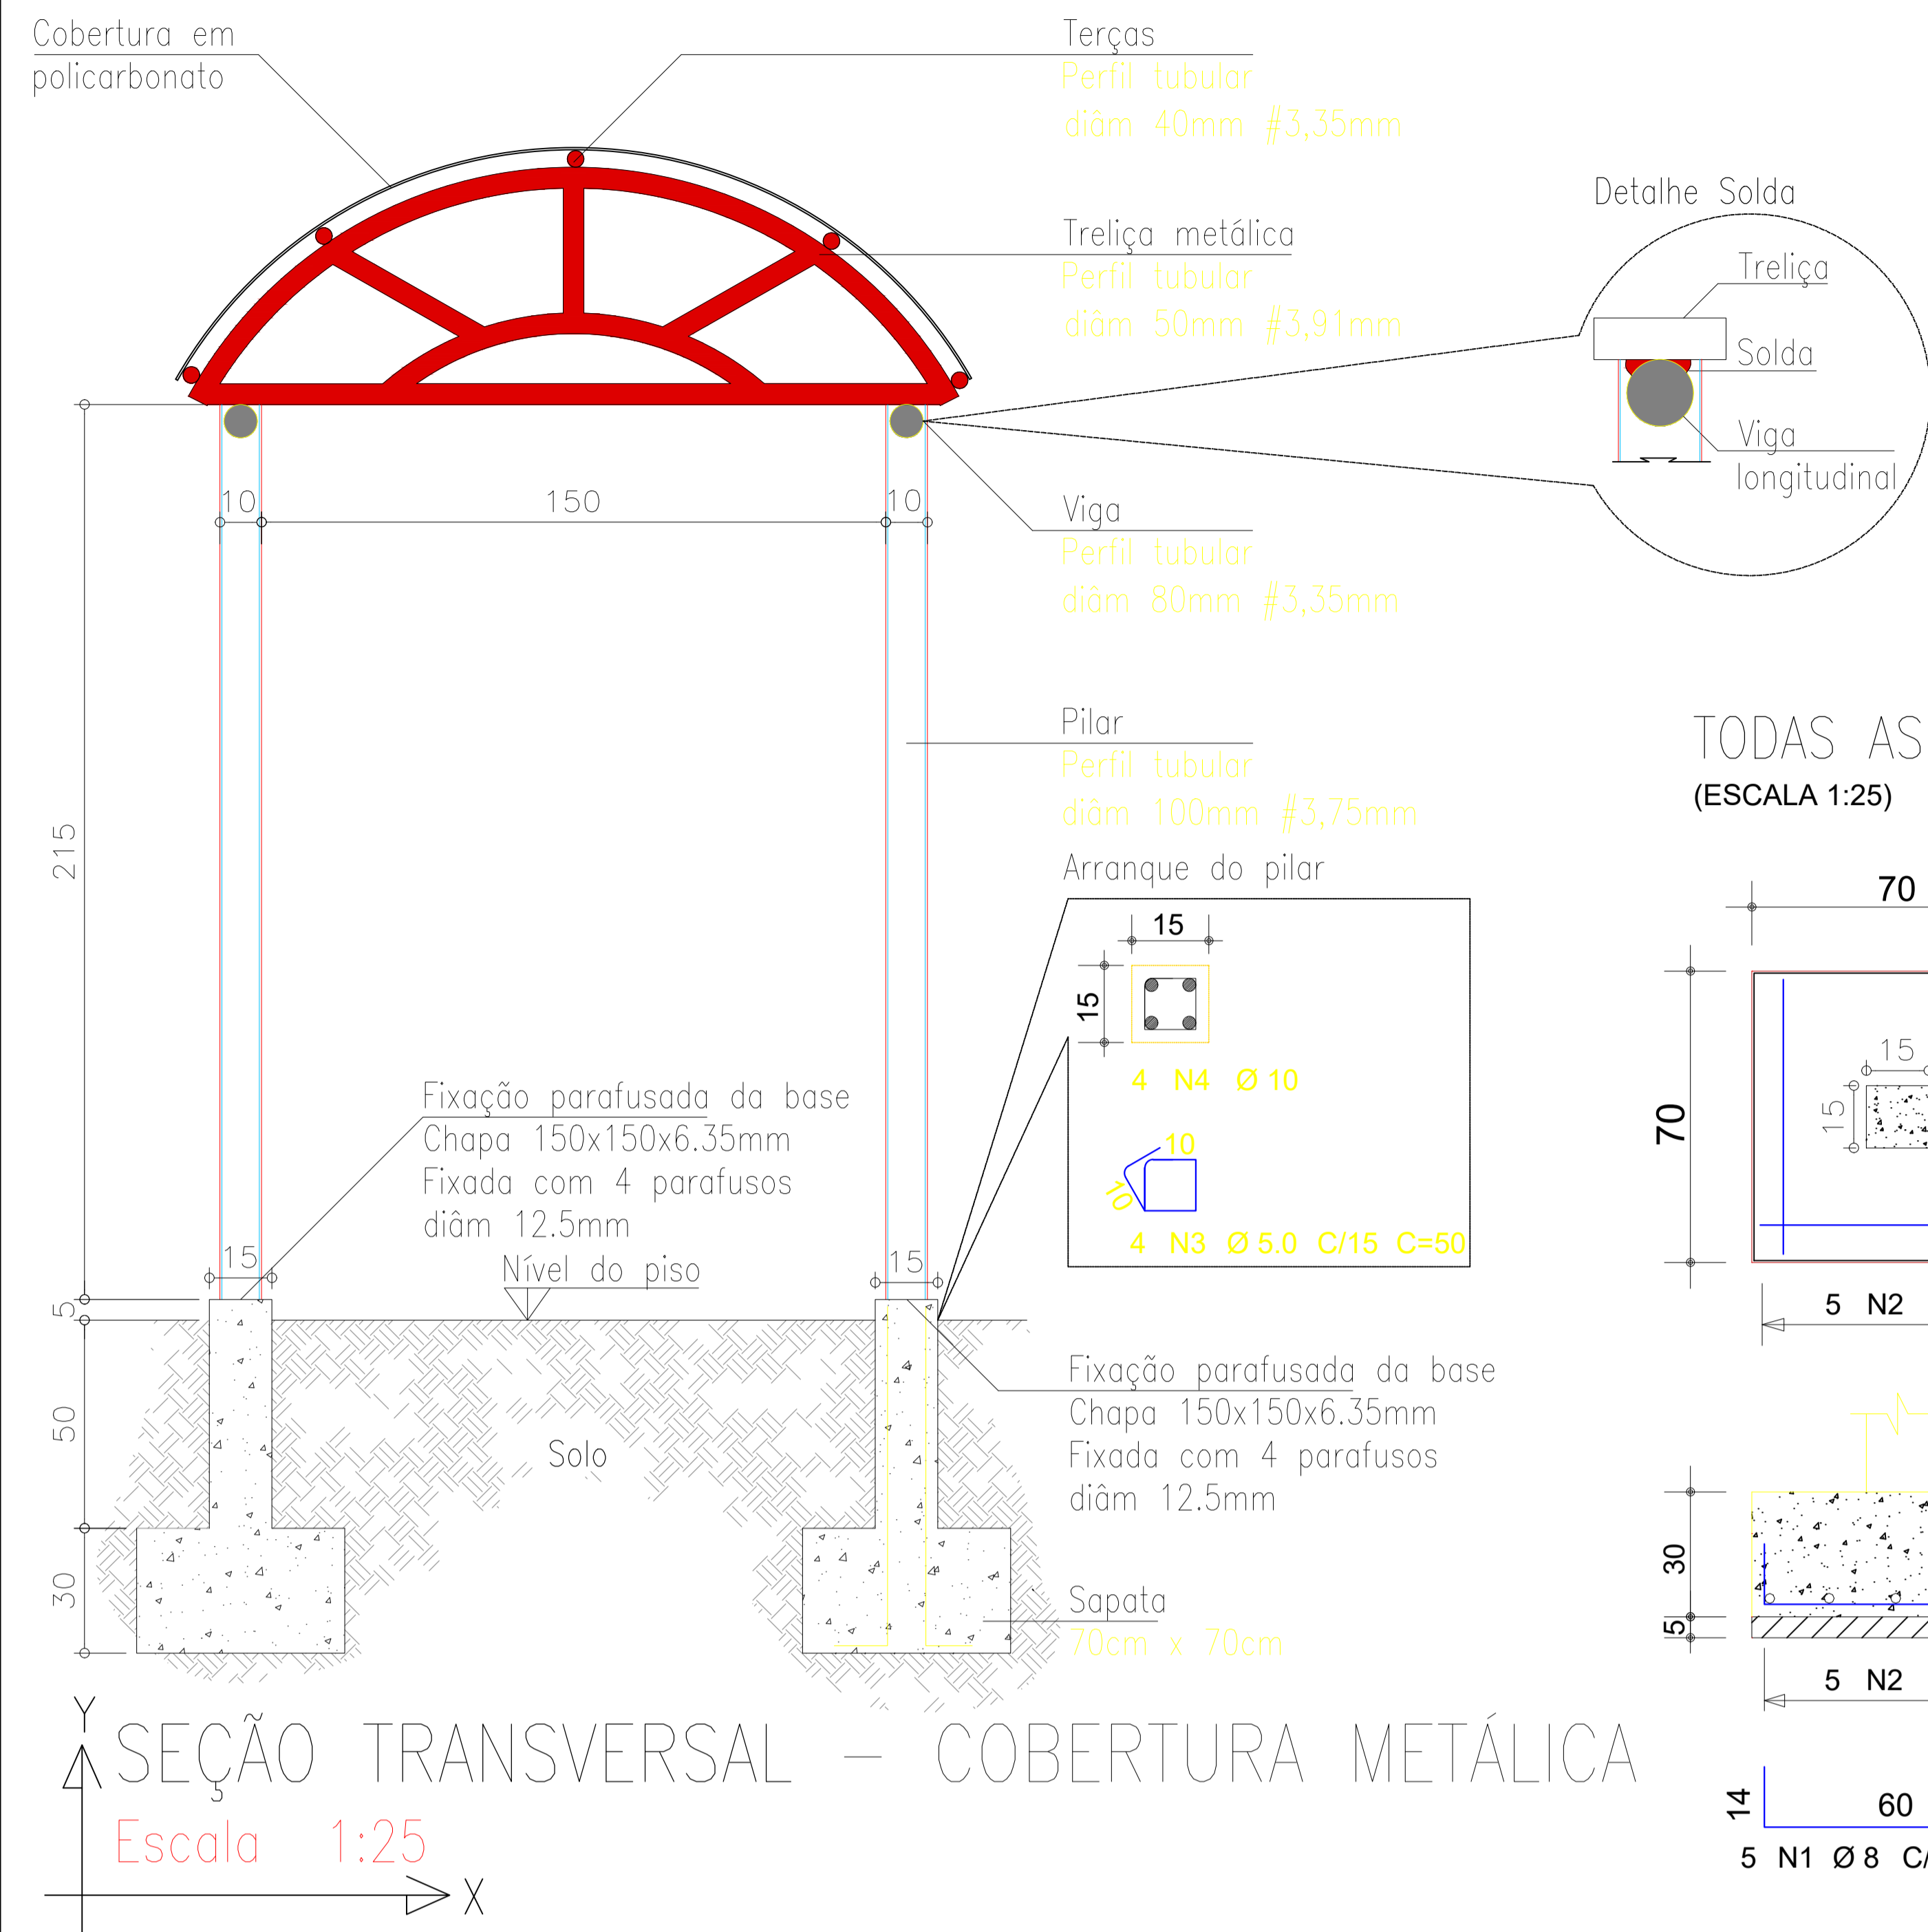 Cobertura em
policarbonato
Terças
Perfil tubular
diâm 40mm #3,35mm
Treliça metálica
Perfil tubular
diâm 50mm #3,91mm
Detalhe Solda
Treliça
Solda
Viga
longitudinal
10
150
10
Viga
Perfil tubular
diâm 80mm #3,35mm
Pilar
Perfil tubular
diâm 100mm #3,75mm
215
Arranque do pilar
15
15
4 N4 Ø 10
10
10
4 N3 Ø 5.0 C/15 C=50
Fixação parafusada da base
Chapa 150x150x6.35mm
Fixada com 4 parafusos
diâm 12.5mm
Nível do piso
15
15
5
50
30
Solo
Fixação parafusada da base
Chapa 150x150x6.35mm
Fixada com 4 parafusos
diâm 12.5mm
Sapata
70cm x 70cm
TODAS AS
(ESCALA 1:25)
70
70
15
15
5 N2
30
5
5 N2
14
60
5 N1 Ø 8 C/
Y
SEÇÃO TRANSVERSAL - COBERTURA METÁLICA
Escala 1:25
X